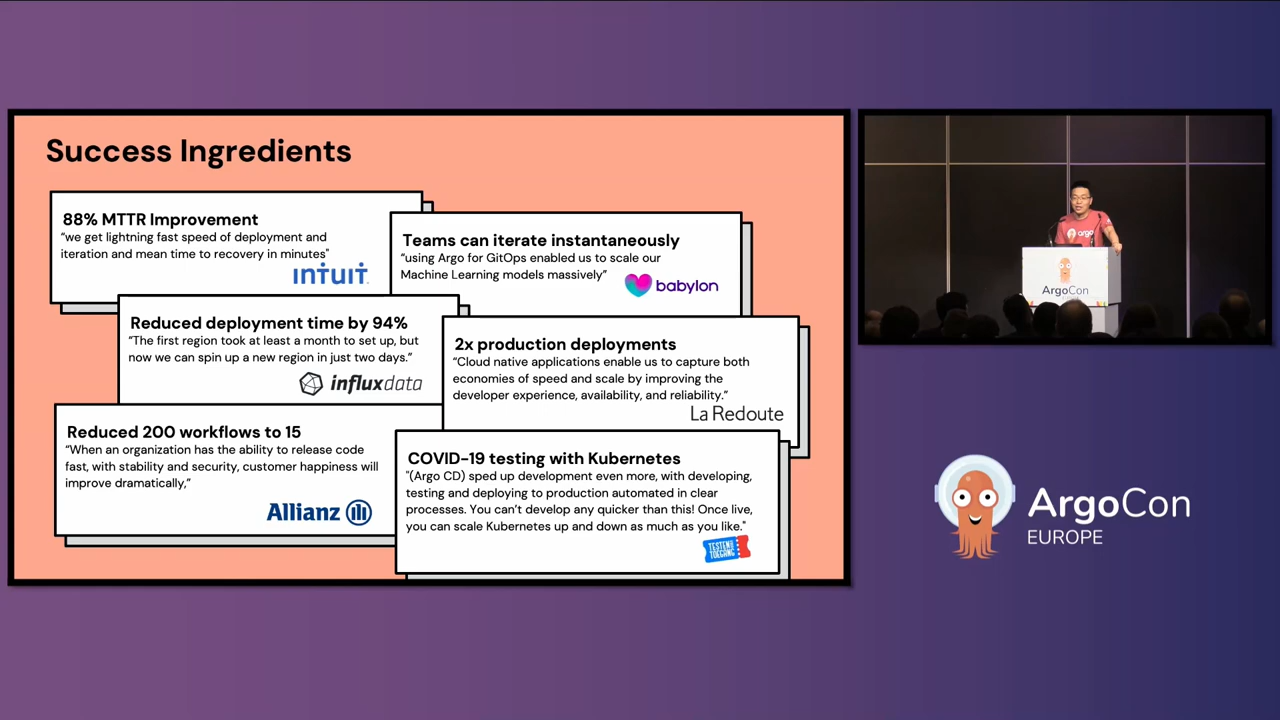 Success Ingredients
88% MTTR Improvement
“we get lightning fast speed of deployment and
iteration and mean time to recovery in minutes"
INTUIT
Teams can iterate instantaneously
“using Argo for GitOps enabled us to scale our
Machine Learning models massively”
babylon
Reduced deployment time by 94%
“The first region took at least a month to set up, but
now we can spin up a new region in just two days.”
influxdata
2x production deployments
“Cloud native applications enable us to capture both
economies of speed and scale by improving the
developer experience, availability, and reliability.”
La Redoute
Reduced 200 workflows to 15
“When an organization has the ability to release code
fast, with stability and security, customer happiness will
improve dramatically,”
Allianz
COVID-19 testing with Kubernetes
"(Argo CD) sped up development even more, with developing,
testing and deploying to production automated in clear
processes. You can’t develop any quicker than this! Once live,
you can scale Kubernetes up and down as much as you like."
TESTEN
TOEGANG
argo
ArgoCon
ArgoCon
EUROPE